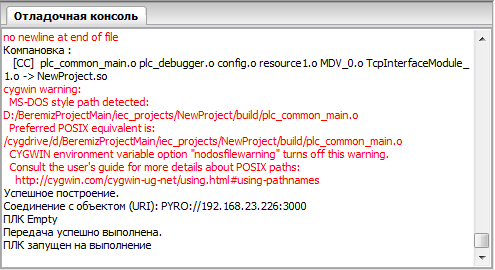 Отладочная консоль
no newline at end of file
Компановка :
[CC] plc_common_main.o plc_debugger.o config.o resource1.o MDV_0.o TcpInterfaceModule_
1.o -> NewProject.so
cygwin warning:
MS-DOS style path detected:
D:/BeremizProjectMain/iec_projects/NewProject/build/plc_common_main.o
Preferred POSIX equivalent is:
/cygdrive/d/BeremizProjectMain/iec_projects/NewProject/build/plc_common_main.o
CYGWIN environment variable option "nodosfilewarning" turns off this warning.
Consult the user's guide for more details about POSIX paths:
http://cygwin.com/cygwin-ug-net/using.html#using-pathnames
Успешное построение.
Соединение с объектом (URI): PYRO://192.168.23.226:3000
ПЛК Empty
Передача успешно выполнена.
ПЛК запущен на выполнение